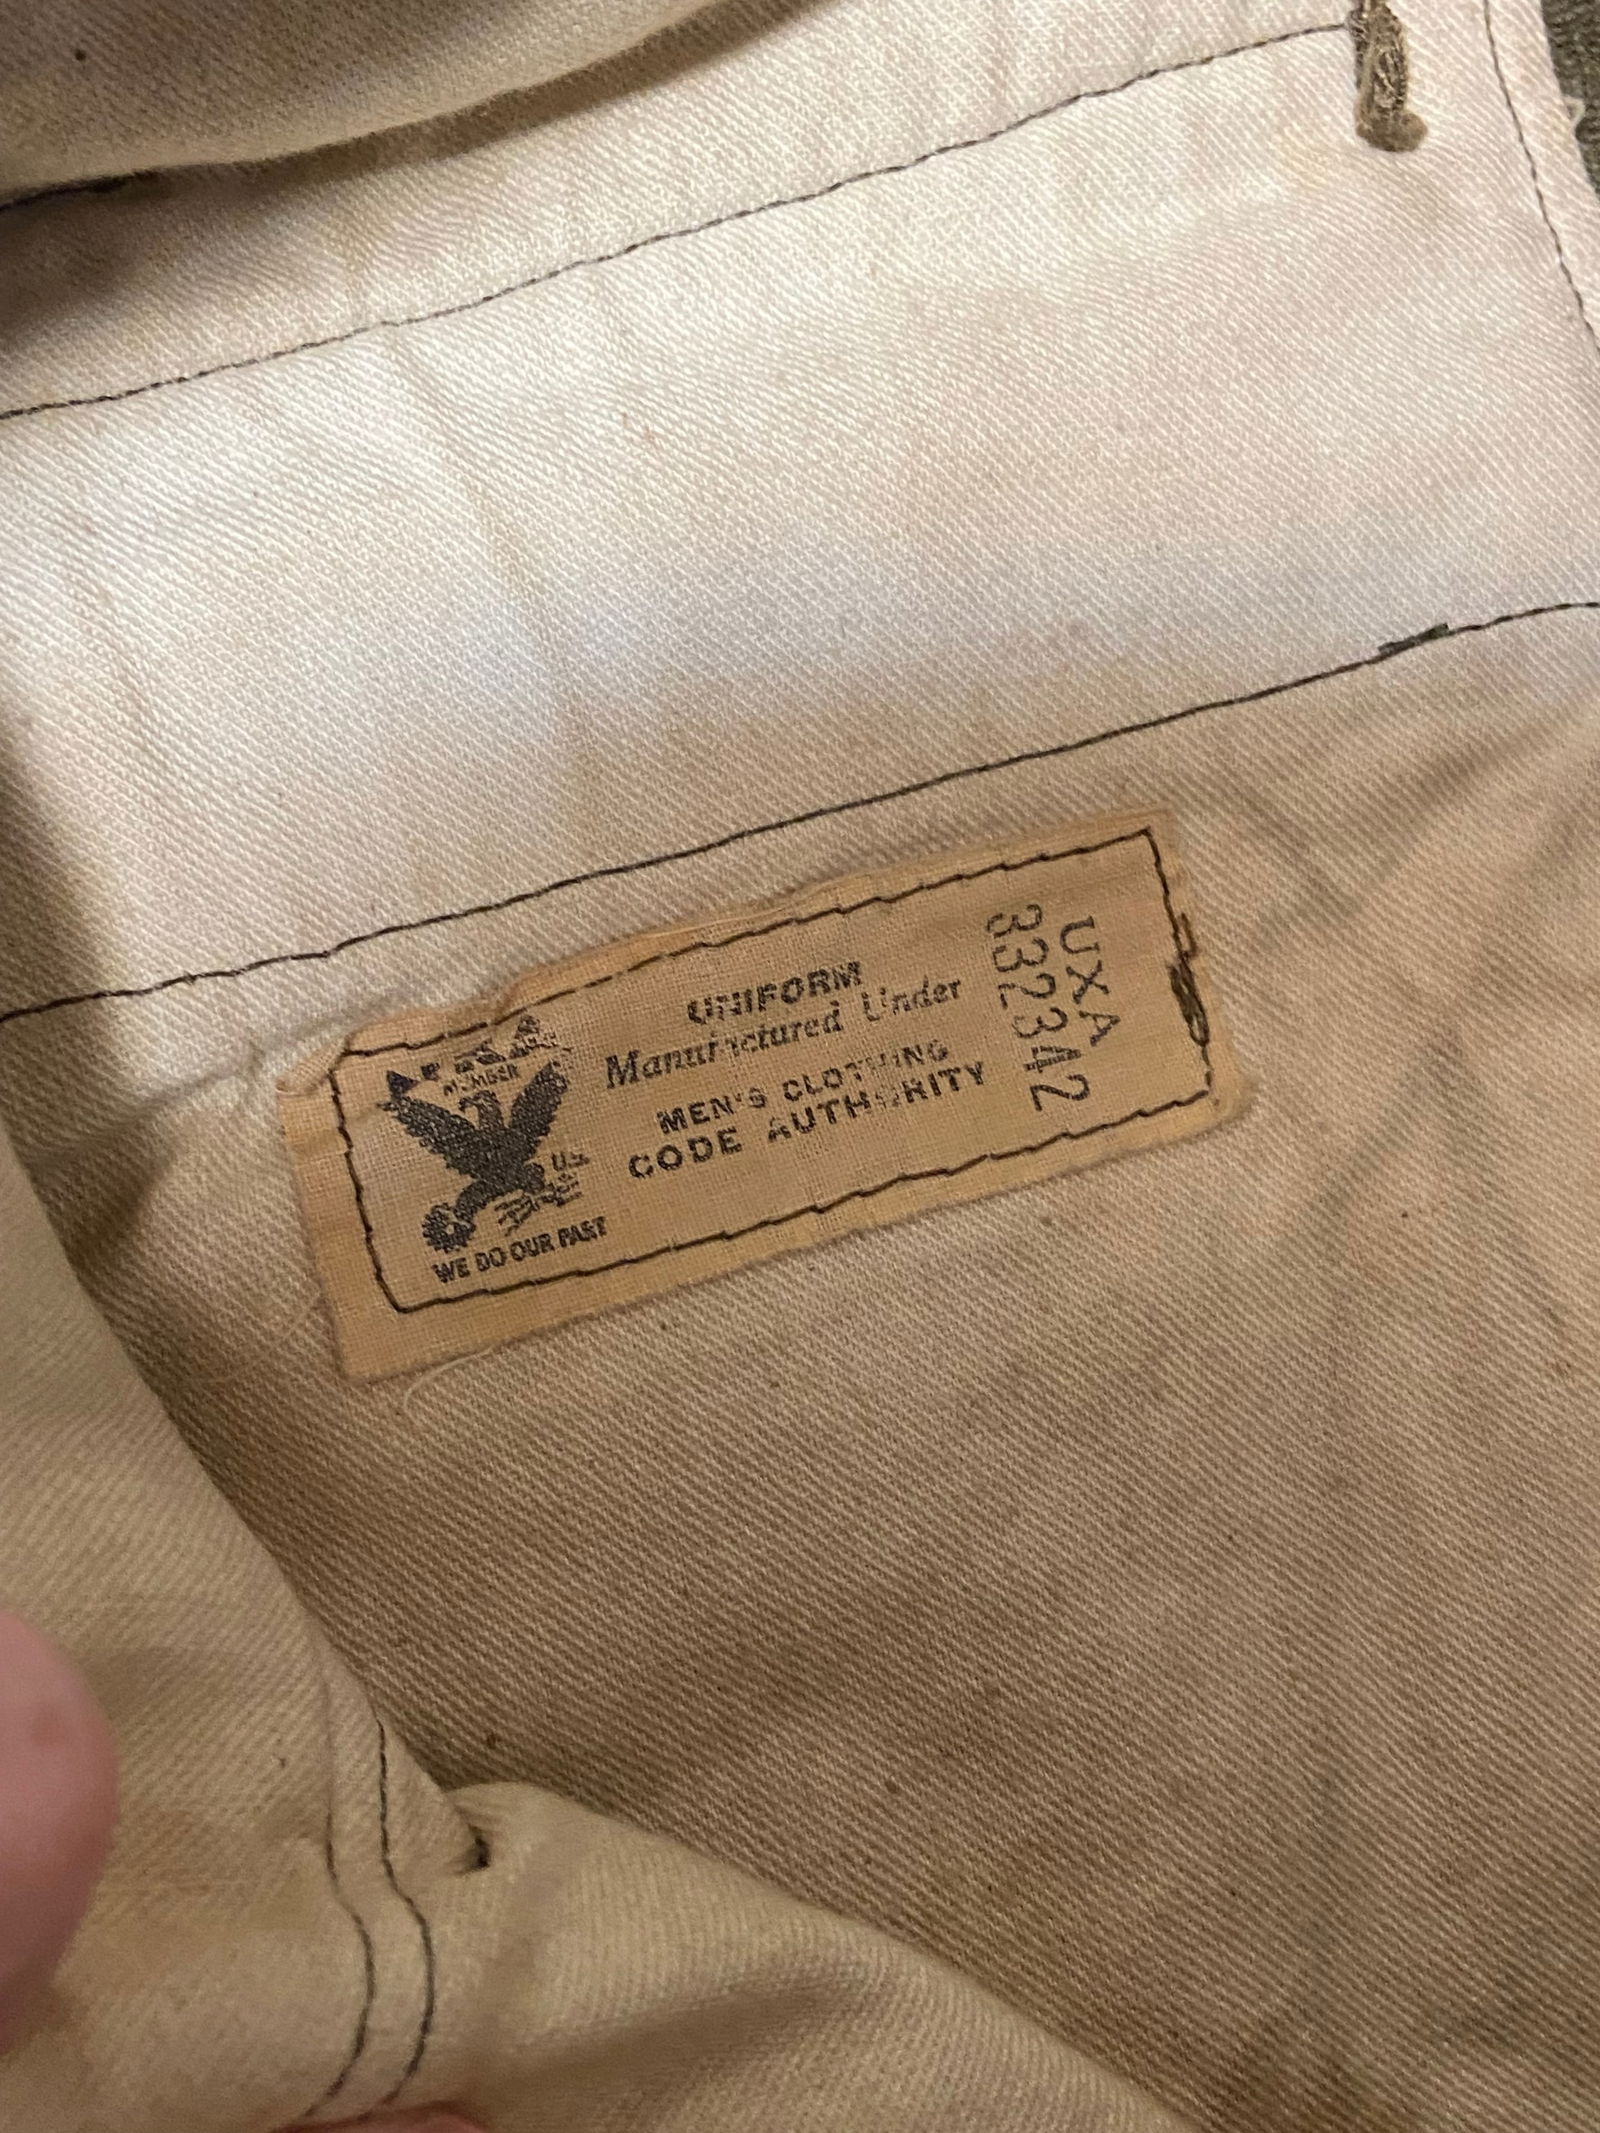 MEMBER
U.S.
WE DO OUR PART
UNIFORM
Manufactured Under
MEN'S CLOTHING
CODE AUTHORITY
UXA
332342